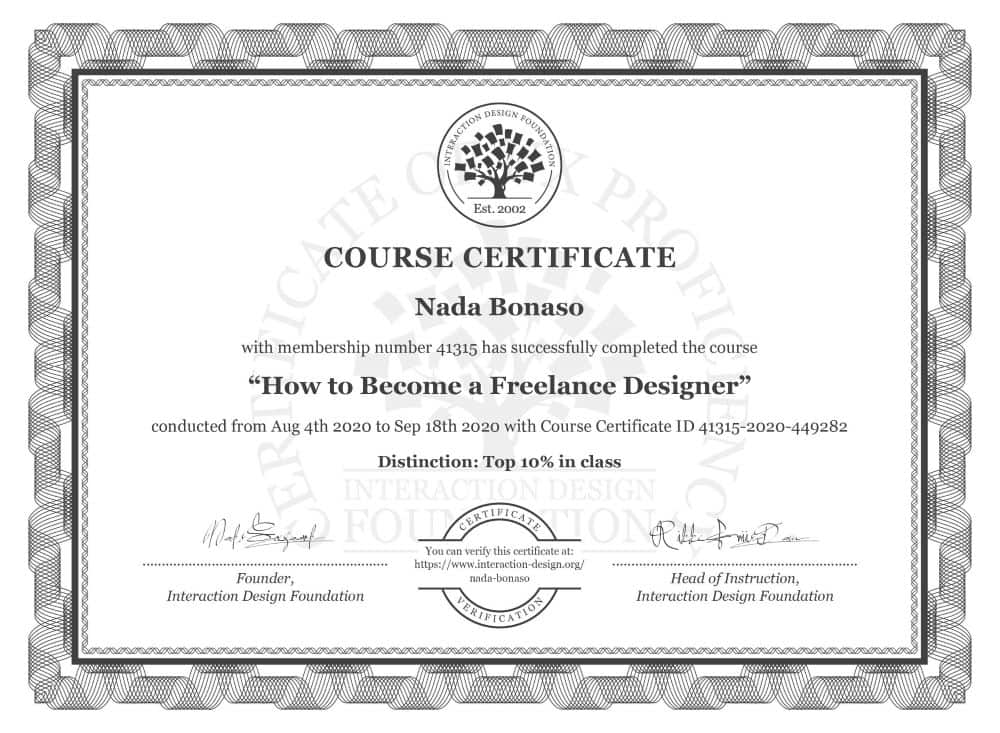 INTERACTION DESIGN FOUNDATION
Est. 2002
CERTIFICATE OF UX PROFICIENCY
COURSE CERTIFICATE
Nada Bonaso
with membership number 41315 has successfully completed the course
“How to Become a Freelance Designer”
conducted from Aug 4th 2020 to Sep 18th 2020 with Course Certificate ID 41315-2020-449282
Distinction: Top 10% in class
INTERACTION DESIGN
FOUNDATION
CERTIFICATE
You can verify this certificate at:
https://www.interaction-design.org/
nada-bonaso
VERIFICATION
Founder,
Interaction Design Foundation
Head of Instruction,
Interaction Design Foundation